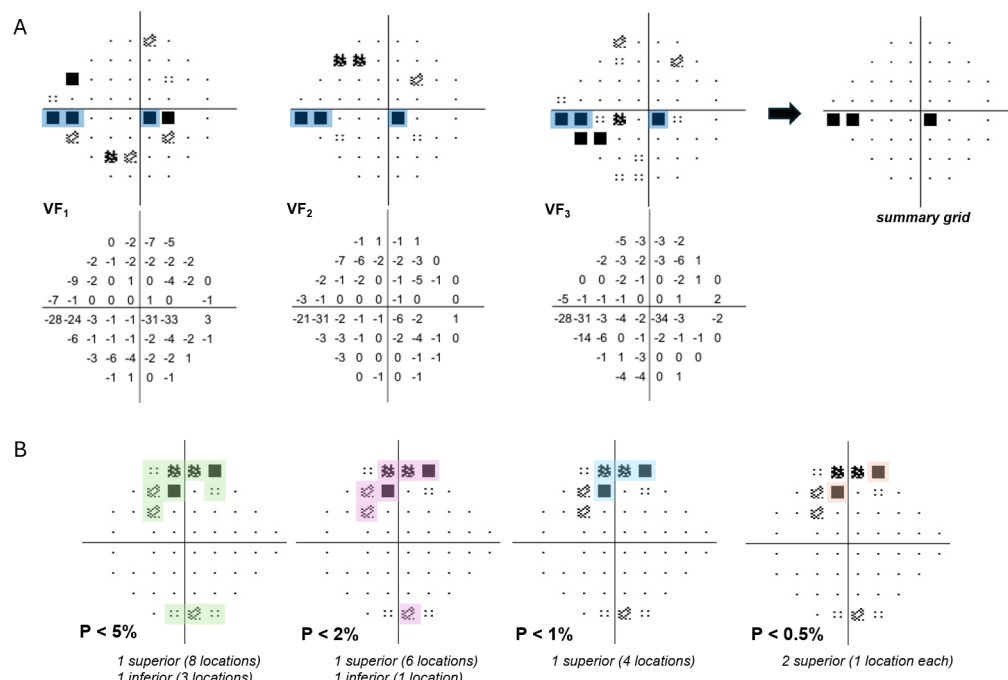 A
VF1
VF2
VF3
summary grid
0 -2 -7 -5
-2 -1 -2 -2 -2 -2
-9 -2 0 1 0 -4 -2 0
-7 -1 0 0 0 1 0 -1
-28 -24 -3 -1 -1 -31 -33 3
-6 -1 -1 -1 -2 -4 -2 -1
-3 -6 -4 -2 -2 1
-1 1 0 -1
-1 1 -1 1
-7 -6 -2 -2 -3 0
-2 -1 -2 -1 -1 -5 -1 0
-3 -1 0 0 0 -1 0 0
-21 -31 -2 -1 -1 -6 -2 1
-3 -3 -1 0 -2 -1 -1 0
-3 0 0 0 -1 -1
0 -1 0 -1
-5 -3 -3 -2
-2 -3 -2 -3 -6 1
0 0 -2 -1 0 -2 1 0
-5 -1 -1 -1 0 0 1 2
-28 -31 -2 -4 -2 -34 -3 -2
-14 -6 0 -1 -2 -1 -1 0
-1 1 -3 0 0 0
-4 -4 0 1
B
P < 5%
1 superior (8 locations)
1 inferior (3 locations)
P < 2%
1 superior (6 locations)
1 inferior (1 location)
P < 1%
1 superior (4 locations)
P < 0.5%
2 superior (1 location each)